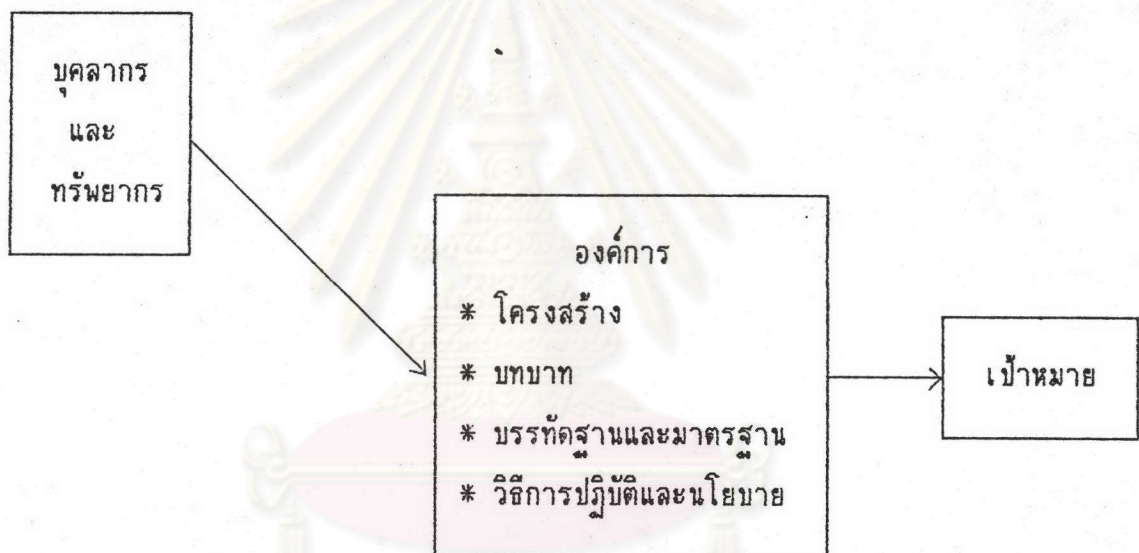 บุคลากร
และ
ทรัพยากร
องค์การ
* โครงสร้าง
* บทบาท
* บรรทัดฐานและมาตรฐาน
* วิธีการปฏิบัติและนโยบาย
เป้าหมาย